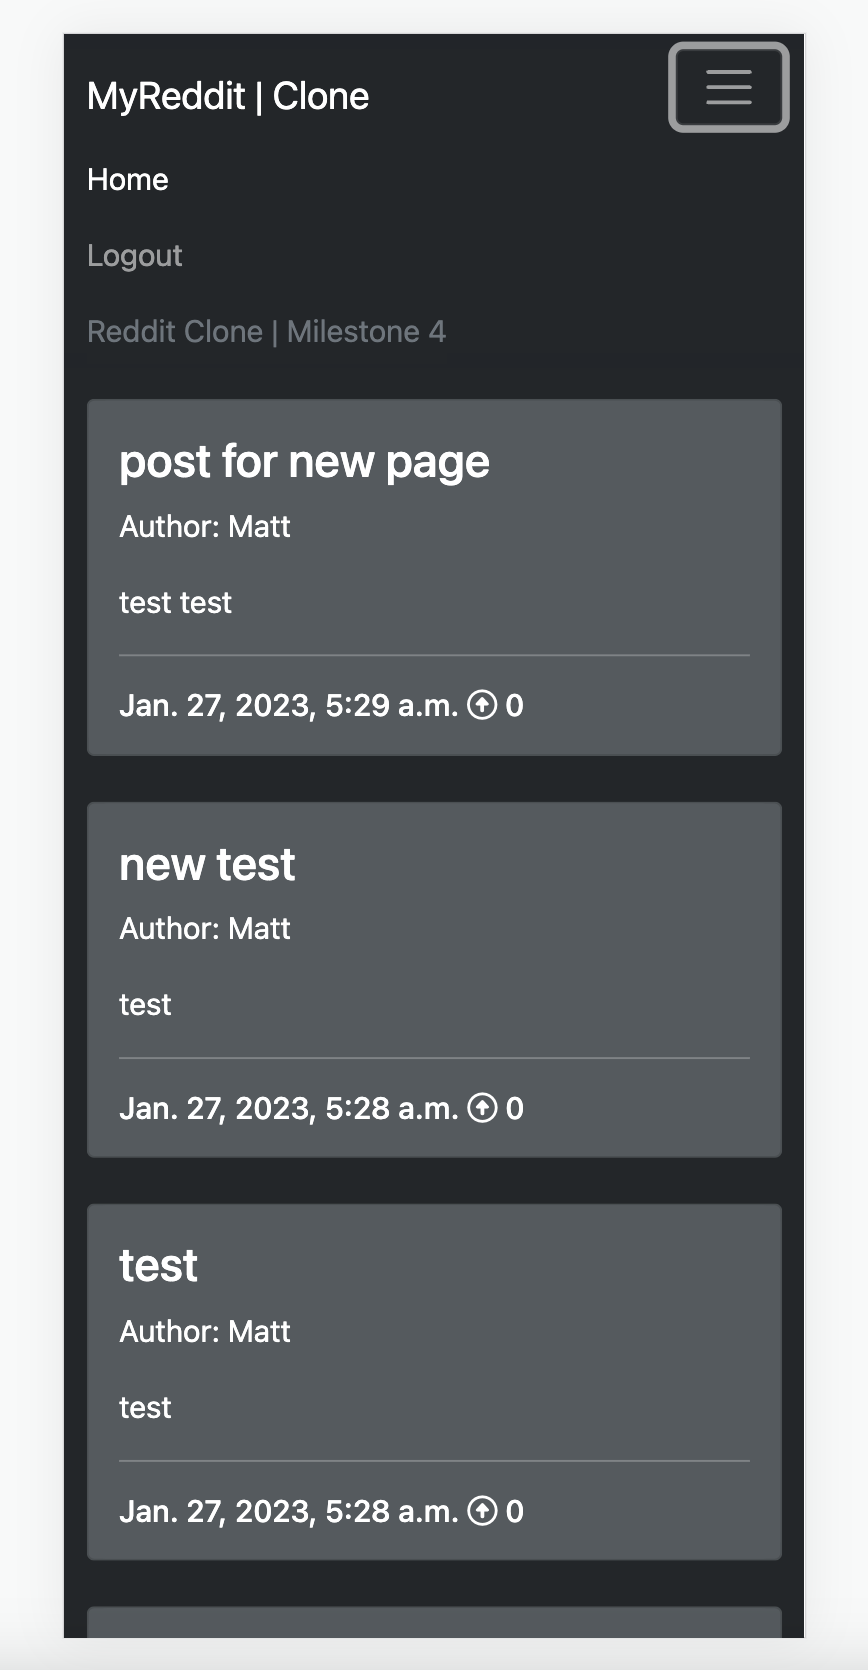 MyReddit | Clone
Home
Logout
Reddit Clone | Milestone 4
post for new page
Author: Matt
test test
Jan. 27, 2023, 5:29 a.m. 0
new test
Author: Matt
test
Jan. 27, 2023, 5:28 a.m. 0
test
Author: Matt
test
Jan. 27, 2023, 5:28 a.m. 0